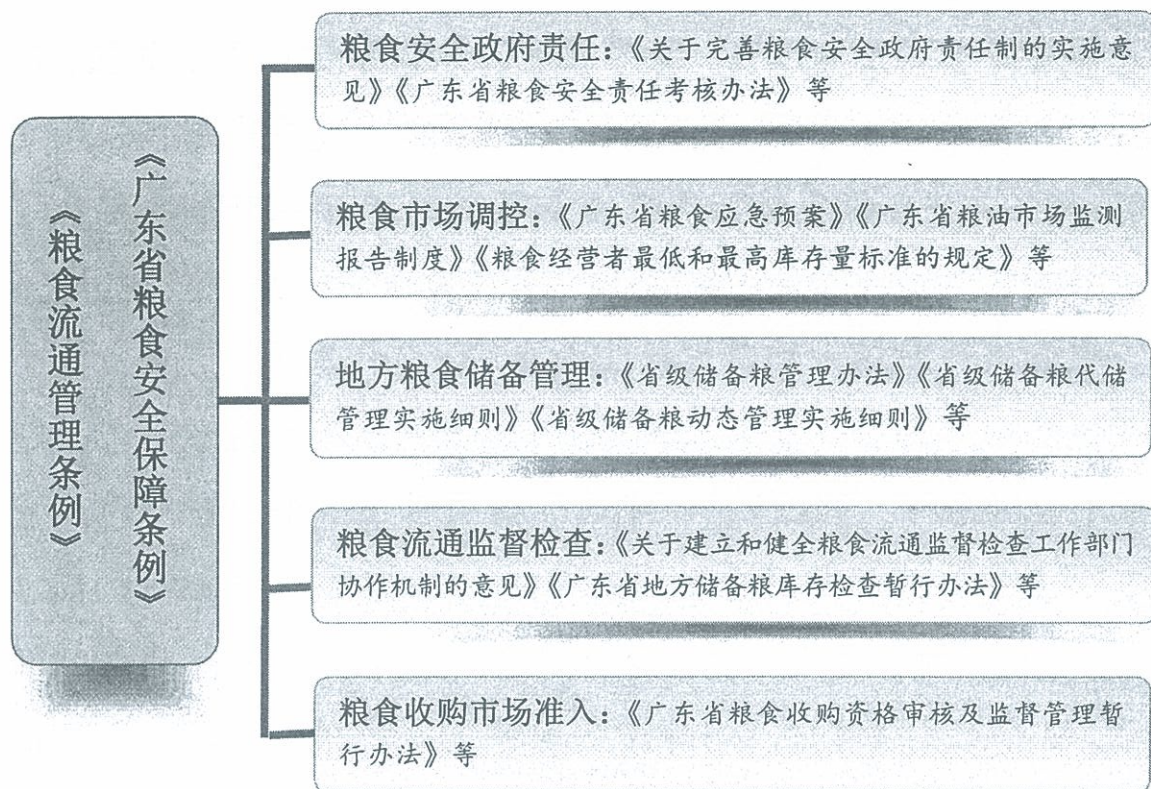 《广东省粮食安全保障条例》
《粮食流通管理条例》
粮食安全政府责任：《关于完善粮食安全政府责任制的实施意
见》《广东省粮食安全责任考核办法》等
粮食市场调控：《广东省粮食应急预案》《广东省粮油市场监测
报告制度》《粮食经营者最低和最高库存量标准的规定》等
地方粮食储备管理：《省级储备粮管理办法》《省级储备粮代储
管理实施细则》《省级储备粮动态管理实施细则》等
粮食流通监督检查：《关于建立和健全粮食流通监督检查工作部门
协作机制的意见》《广东省地方储备粮库存检查暂行办法》等
粮食收购市场准入：《广东省粮食收购资格审核及监督管理暂
行办法》等